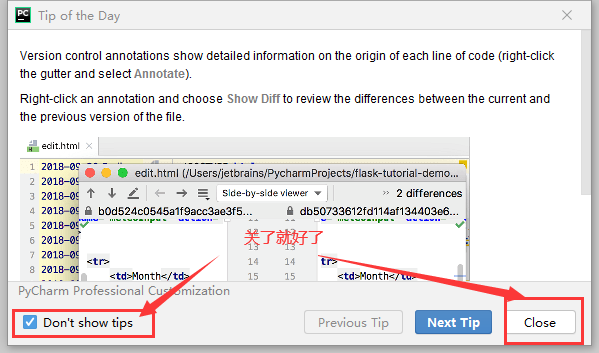 PC Tip of the Day
Version control annotations show detailed information on the origin of each line of code (right-click
the gutter and select Annotate).
Right-click an annotation and choose Show Diff to review the differences between the current and
the previous version of the file.
edit.html
1 2018-09
2 2018-09 edit.html (/Users/jetbrains/PycharmProjects/flask-tutorial-demo...
3 2018-09 Side-by-side viewer 2 differences
4 2018-09 b0d524c0545a1f9acc3ae3f5... db50733612fd114af134403e6...
5 2018-09
关了就好了
6 2018-09 12 12
7 2018-09 <tr> 14 14 <tr>
8 2018-09 <td>Month</td> 15 15 <td>Month</td>
PyCharm Professional Customization
Don't show tips Previous Tip Next Tip Close